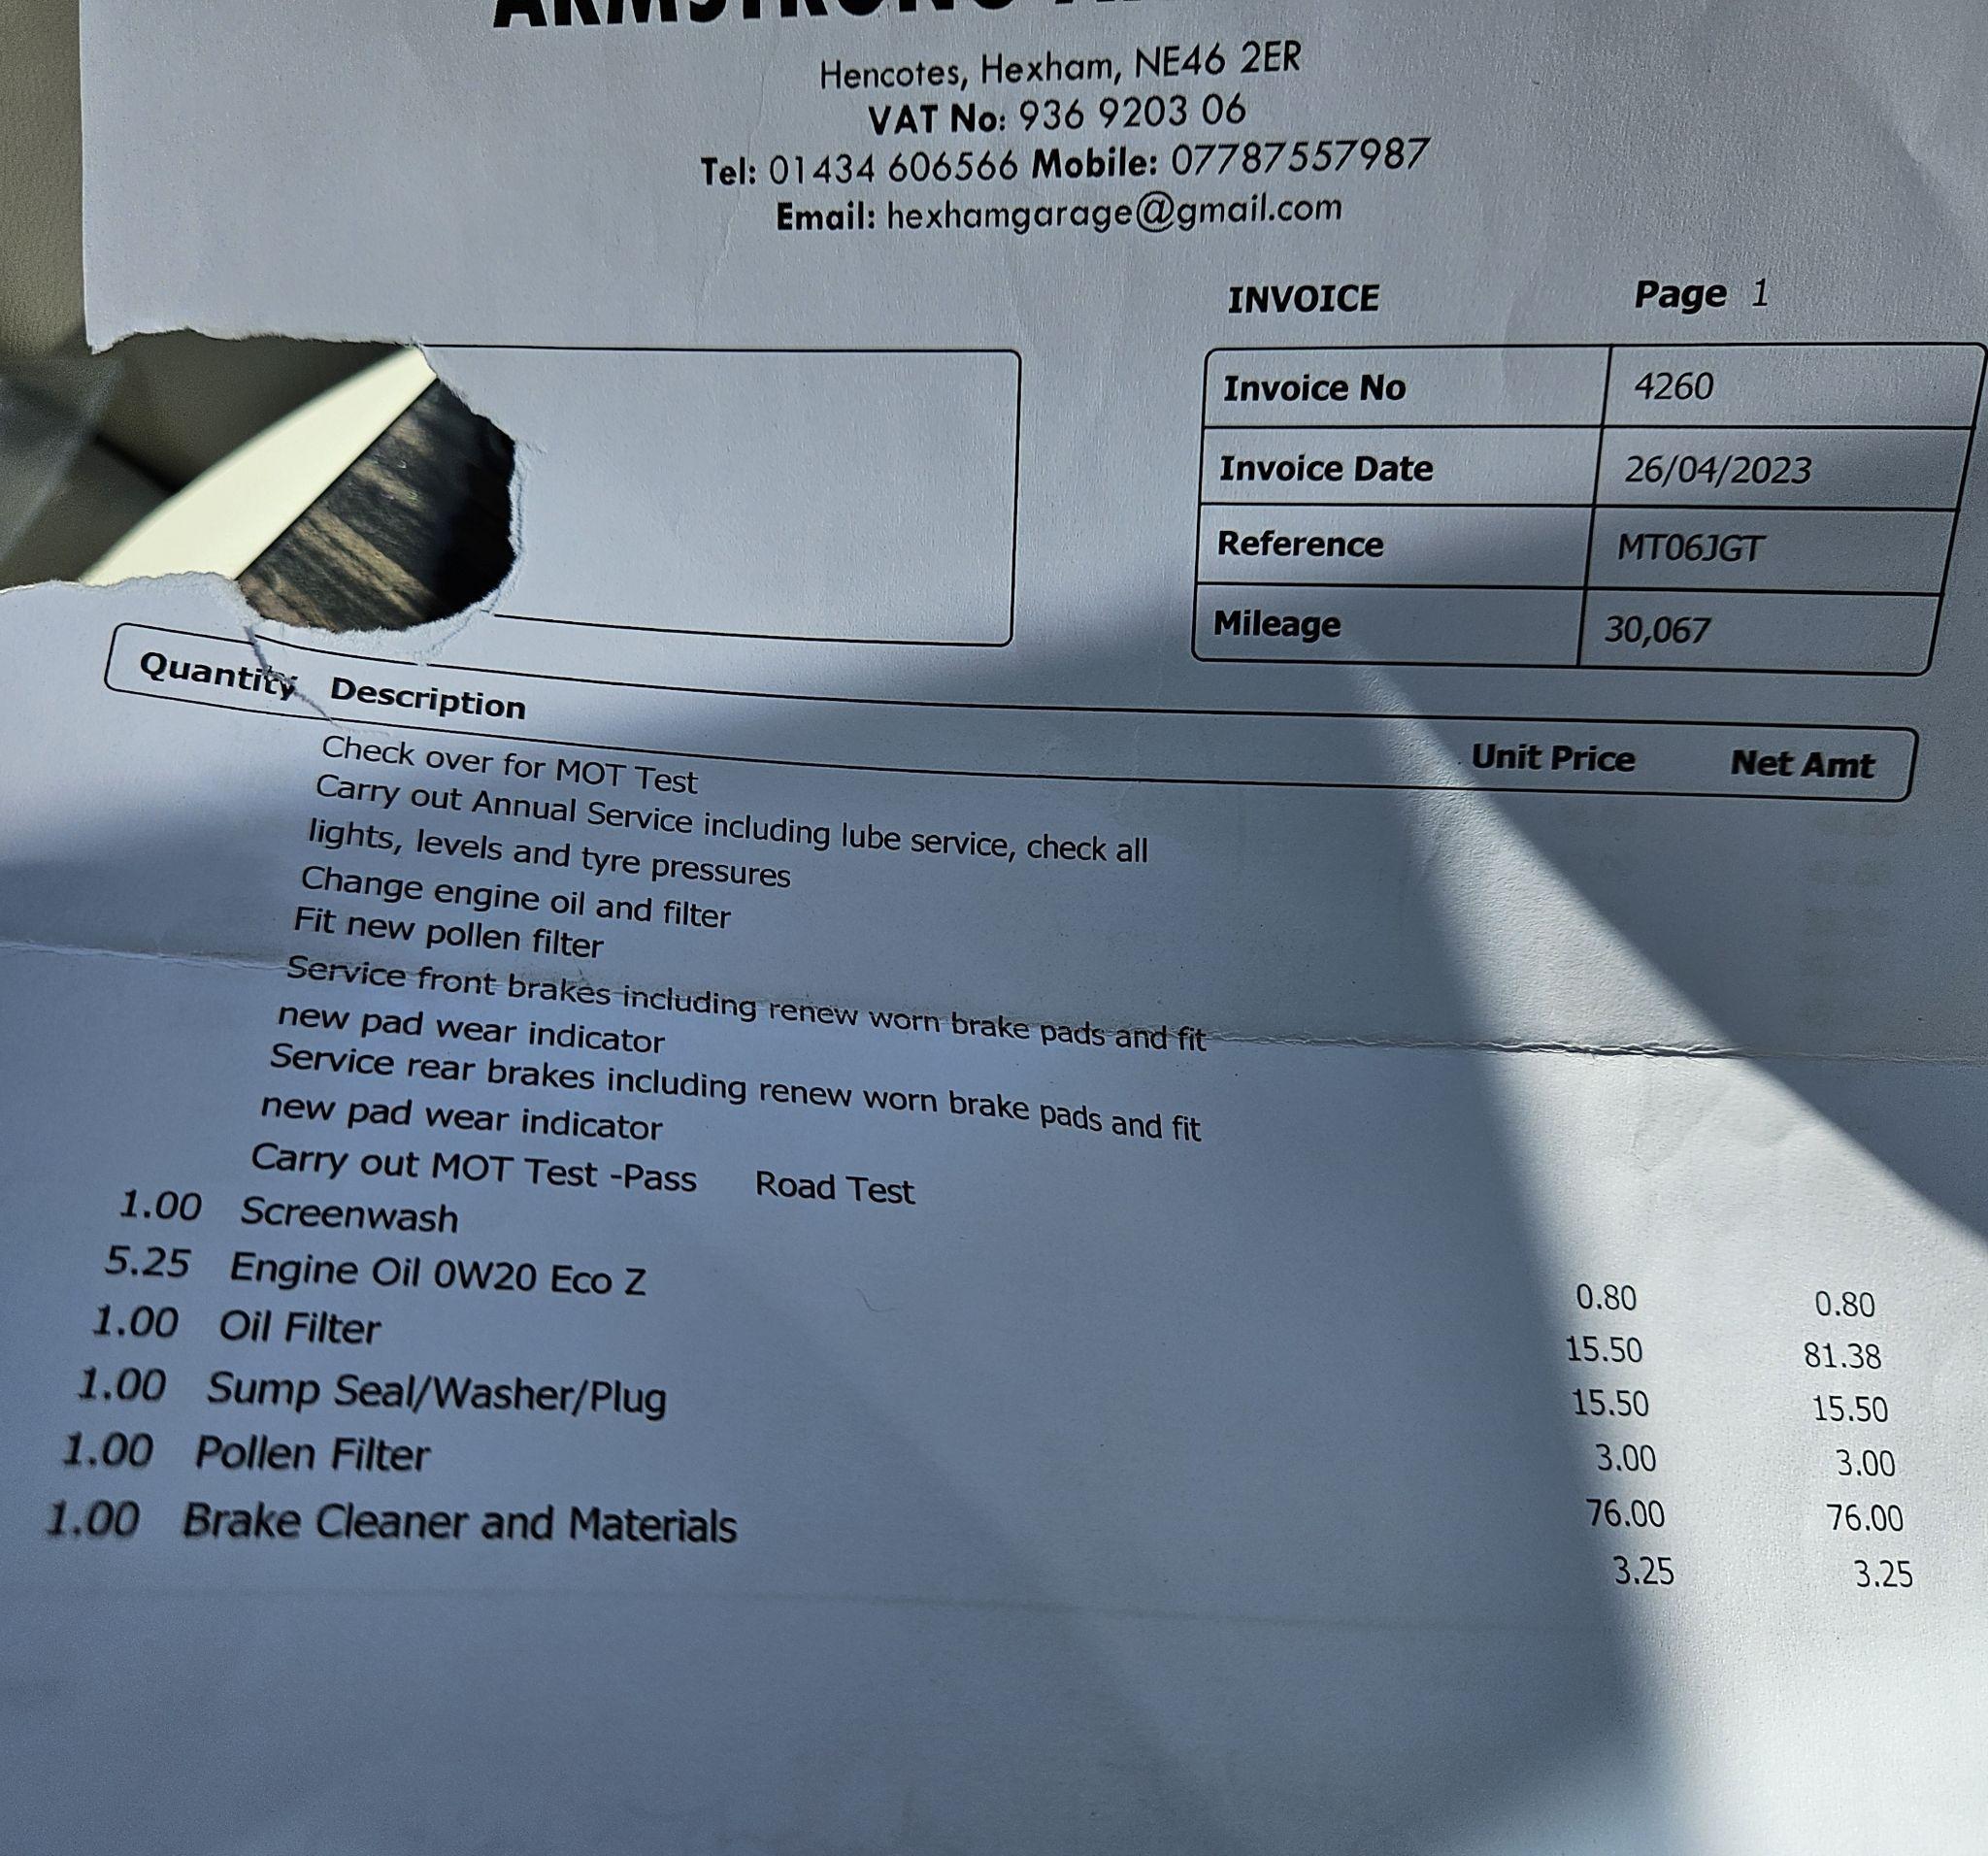 Hencotes, Hexham, NE46 2ER
VAT No: 936 9203 06
Tel: 01434 606566 Mobile: 07787557987
Email: hexhamgarage@gmail.com
INVOICE Page 1
Invoice No 4260
Invoice Date 26/04/2023
Reference MT06JGT
Mileage 30,067
Quantity Description Unit Price Net Amt
Check over for MOT Test
Carry out Annual Service including lube service, check all
lights, levels and tyre pressures
Change engine oil and filter
Fit new pollen filter
Service front brakes including renew worn brake pads and fit
new pad wear indicator
Service rear brakes including renew worn brake pads and fit
new pad wear indicator
Carry out MOT Test -Pass Road Test
1.00 Screenwash 0.80 0.80
5.25 Engine Oil 0W20 Eco Z 15.50 81.38
1.00 Oil Filter 15.50 15.50
1.00 Sump Seal/Washer/Plug 3.00 3.00
1.00 Pollen Filter 76.00 76.00
1.00 Brake Cleaner and Materials 3.25 3.25